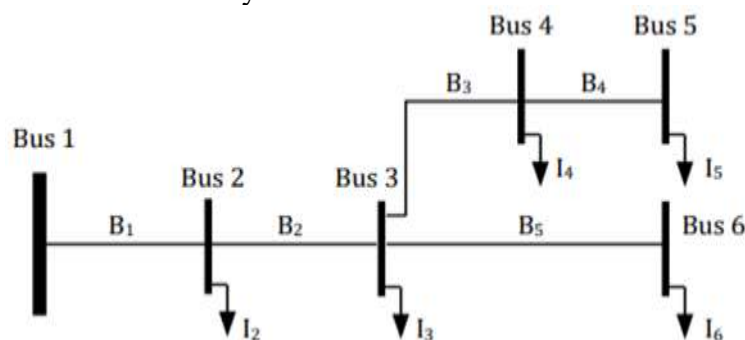 Bus 4 Bus 5
B₃ B₄
Bus 1
Bus 2 Bus 3
I₄ I₅
B₁ B₂ B₅ Bus 6
I₂ I₃ I₆